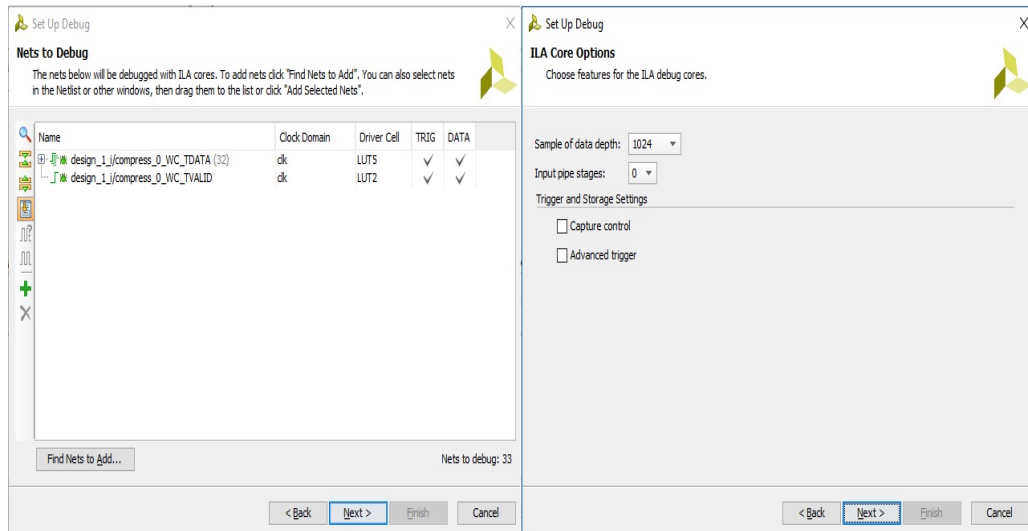 Set Up Debug
Nets to Debug
The nets below will be debugged with ILA cores. To add nets click "Find Nets to Add". You can also select nets
in the Netlist or other windows, then drag them to the list or click "Add Selected Nets".
Name Clock Domain Driver Cell TRIG DATA
design_1_i/compress_0_WC_TDATA (32) clk LUT5
design_1_i/compress_0_WC_TVALID clk LUT2
Find Nets to Add... Nets to debug: 33
< Back Next > Finish Cancel
Set Up Debug
ILA Core Options
Choose features for the ILA debug cores.
Sample of data depth: 1024
Input pipe stages: 0
Trigger and Storage Settings
Capture control
Advanced trigger
< Back Next > Finish Cancel